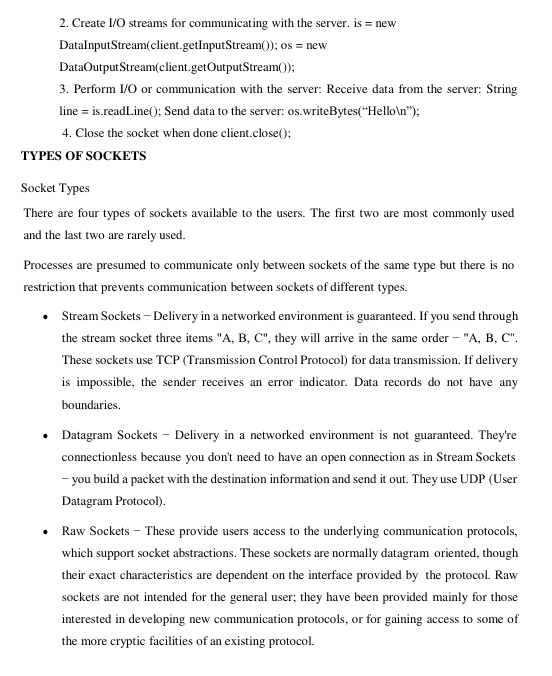 2. Create I/O streams for communicating with the server. is = new
DataInputStream(client.getInputStream()); os = new
DataOutputStream(client.getOutputStream());
3. Perform I/O or communication with the server: Receive data from the server: String
line = is.readLine(); Send data to the server: os.writeBytes(“Hello\n”);
4. Close the socket when done client.close();
TYPES OF SOCKETS
Socket Types
There are four types of sockets available to the users. The first two are most commonly used
and the last two are rarely used.
Processes are presumed to communicate only between sockets of the same type but there is no
restriction that prevents communication between sockets of different types.
• Stream Sockets − Delivery in a networked environment is guaranteed. If you send through
the stream socket three items "A, B, C", they will arrive in the same order − "A, B, C".
These sockets use TCP (Transmission Control Protocol) for data transmission. If delivery
is impossible, the sender receives an error indicator. Data records do not have any
boundaries.
• Datagram Sockets − Delivery in a networked environment is not guaranteed. They're
connectionless because you don't need to have an open connection as in Stream Sockets
− you build a packet with the destination information and send it out. They use UDP (User
Datagram Protocol).
• Raw Sockets − These provide users access to the underlying communication protocols,
which support socket abstractions. These sockets are normally datagram oriented, though
their exact characteristics are dependent on the interface provided by the protocol. Raw
sockets are not intended for the general user; they have been provided mainly for those
interested in developing new communication protocols, or for gaining access to some of
the more cryptic facilities of an existing protocol.